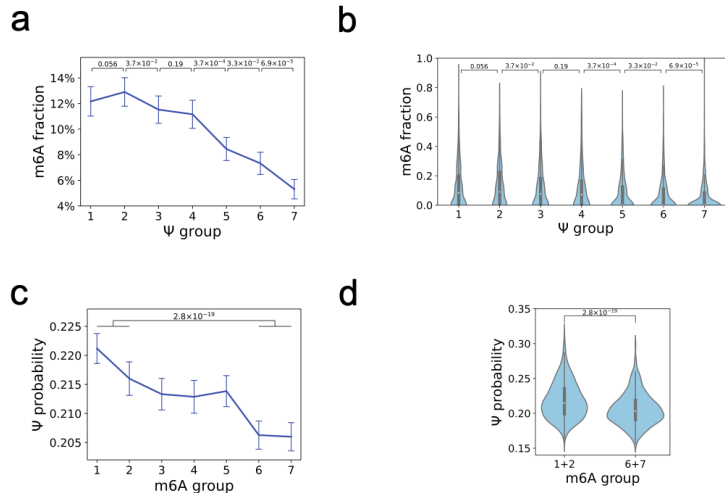 a
0.056 3.7×10⁻² 0.19 3.7×10⁻⁴ 3.3×10⁻² 6.9×10⁻⁵
14%
12%
10%
8%
6%
4%
m6A fraction
1 2 3 4 5 6 7
Ψ group
b
0.056 3.7×10⁻² 0.19 3.7×10⁻⁴ 3.3×10⁻² 6.9×10⁻⁵
1.0
0.8
0.6
0.4
0.2
0.0
m6A fraction
1 2 3 4 5 6 7
Ψ group
c
2.8×10⁻¹⁹
0.225
0.220
0.215
0.210
0.205
Ψ probability
1 2 3 4 5 6 7
m6A group
d
2.8×10⁻¹⁹
0.35
0.30
0.25
0.20
0.15
Ψ probability
1+2 6+7
m6A group